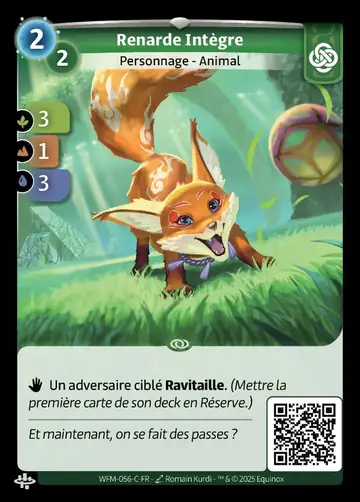 2
2
Renarde Intègre
Personnage - Animal
3
1
3
Un adversaire ciblé Ravitaille. (Mettre la
première carte de son deck en Réserve.)
Et maintenant, on se fait des passes ?
WFM-056-C-FR - Romain Kurdi - ™ & © 2025 Equinox